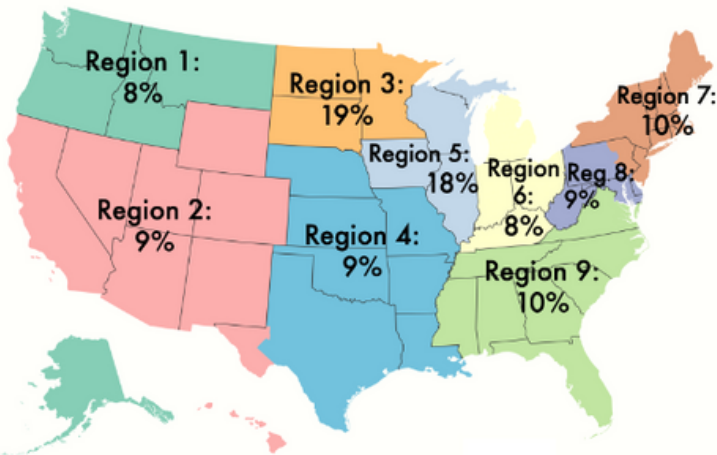 Region 1:
8%
Region 2:
9%
Region 3:
19%
Region 4:
9%
Region 5:
18%
Region
6:
8%
Region 7:
10%
Reg. 8:
9%
Region 9:
10%